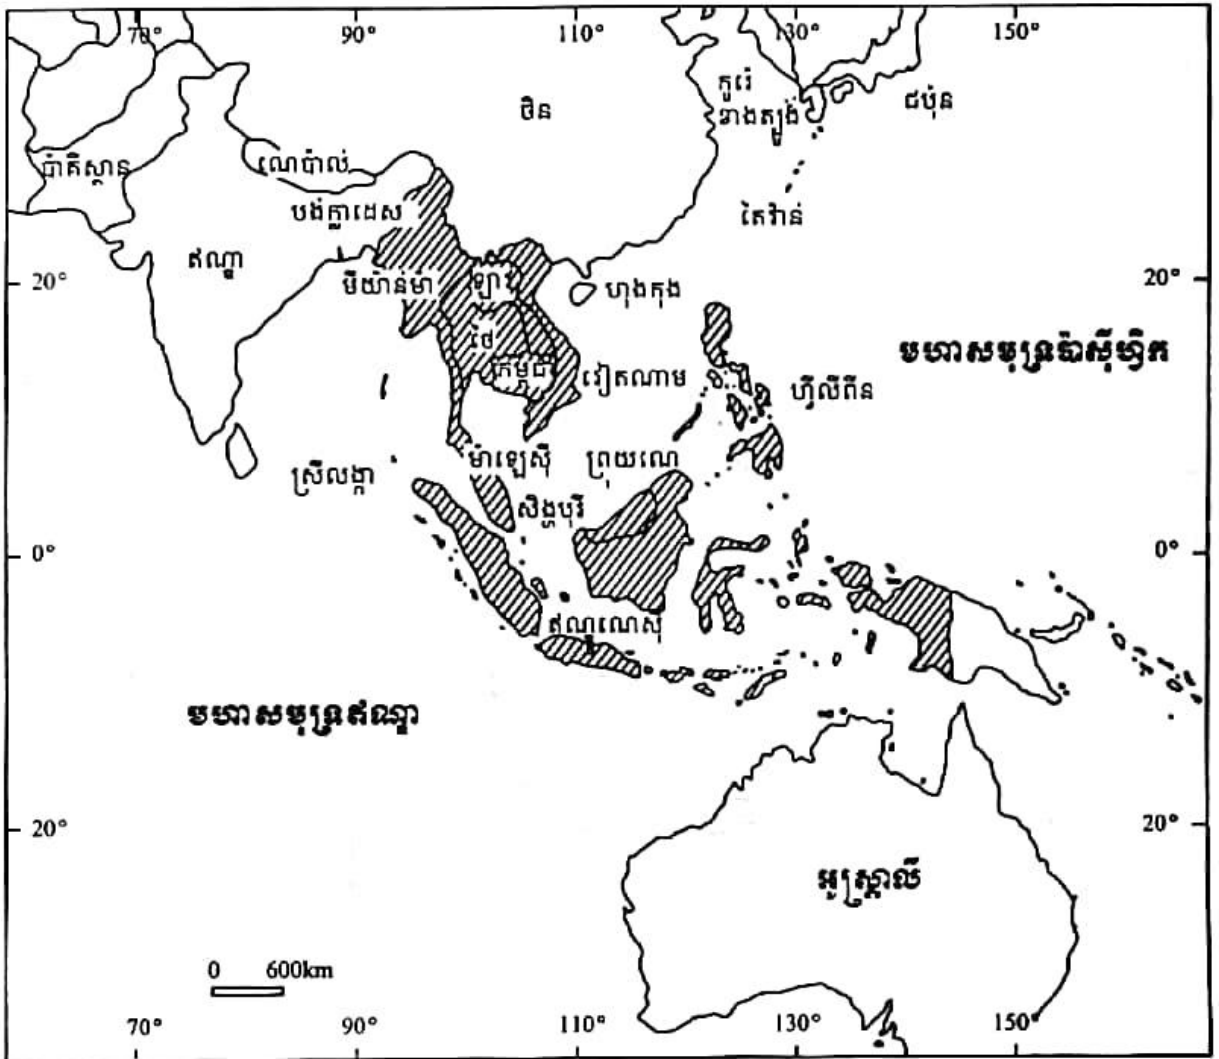 70°
90°
110°
130°
150°
កូរ៉េ
ខាងត្បូង
ជប៉ុន
ចិន
ប៉ាគីស្ថាន
ណេប៉ាល់
បង់ក្លាដេស
តៃវ៉ាន់
ឥណ្ឌា
20°
មីយ៉ាន់ម៉ា
ឡាវ
ហុងកុង
20°
ថៃ
មហាសមុទ្រប៉ាស៊ីហ្វិក
កម្ពុជា
វៀតណាម
ហ្វីលីពីន
ស្រីលង្កា
ម៉ាឡេស៊ី
ព្រុយណេ
សិង្ហបុរី
0°
0°
ឥណ្ឌូណេស៊ី
មហាសមុទ្រឥណ្ឌា
20°
20°
អូស្ត្រាលី
0 600km
70°
90°
110°
130°
150°